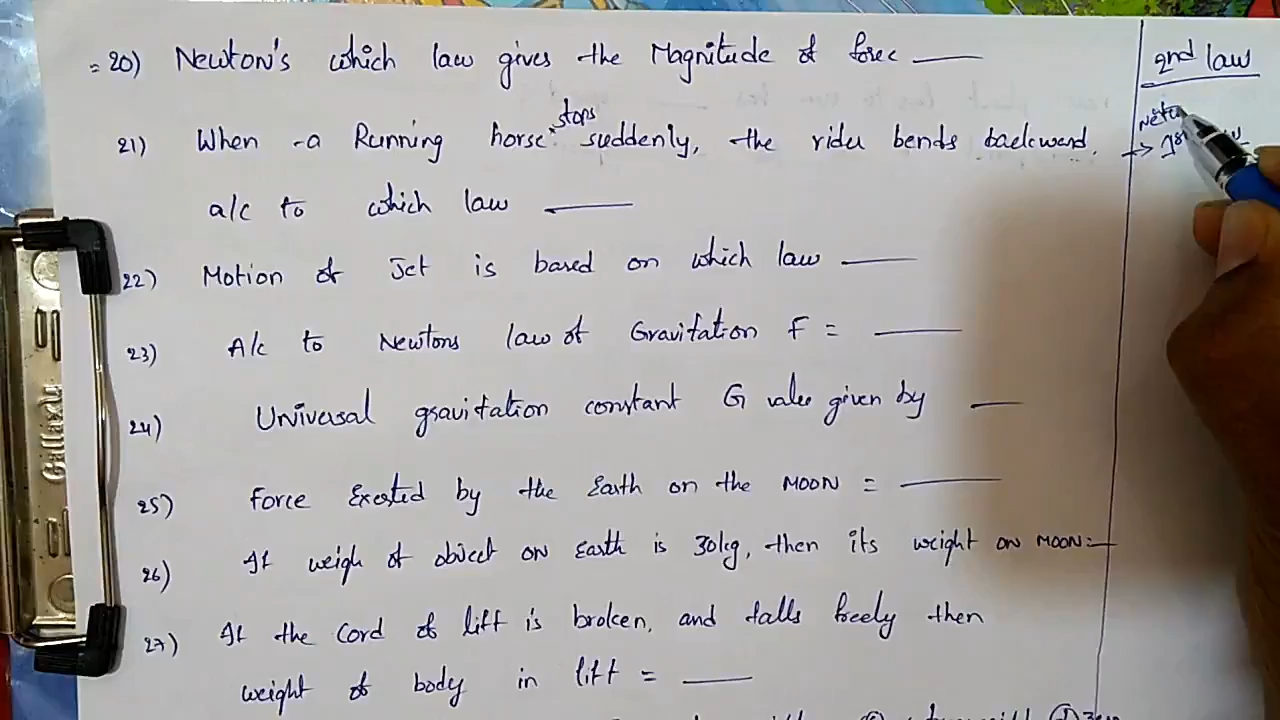 20) Newton's which law gives the Magnitude of forec ____ 2nd law
stops
21) When a Running horse suddenly, the rider bends backward.
→
a/c to which law ____
22) Motion of Jet is based on which law ____
23) A/c to Newtons law of Gravitation F = ____
24) Universal gravitation constant G value given by ____
25) Force Exerted by the Earth on the MOON = ____
26) If weigh of object on Earth is 30kg, then its weight on MOON = ____
27) If the Cord of lift is broken, and falls freely then
weight of body in lift = ____
Gallaxy